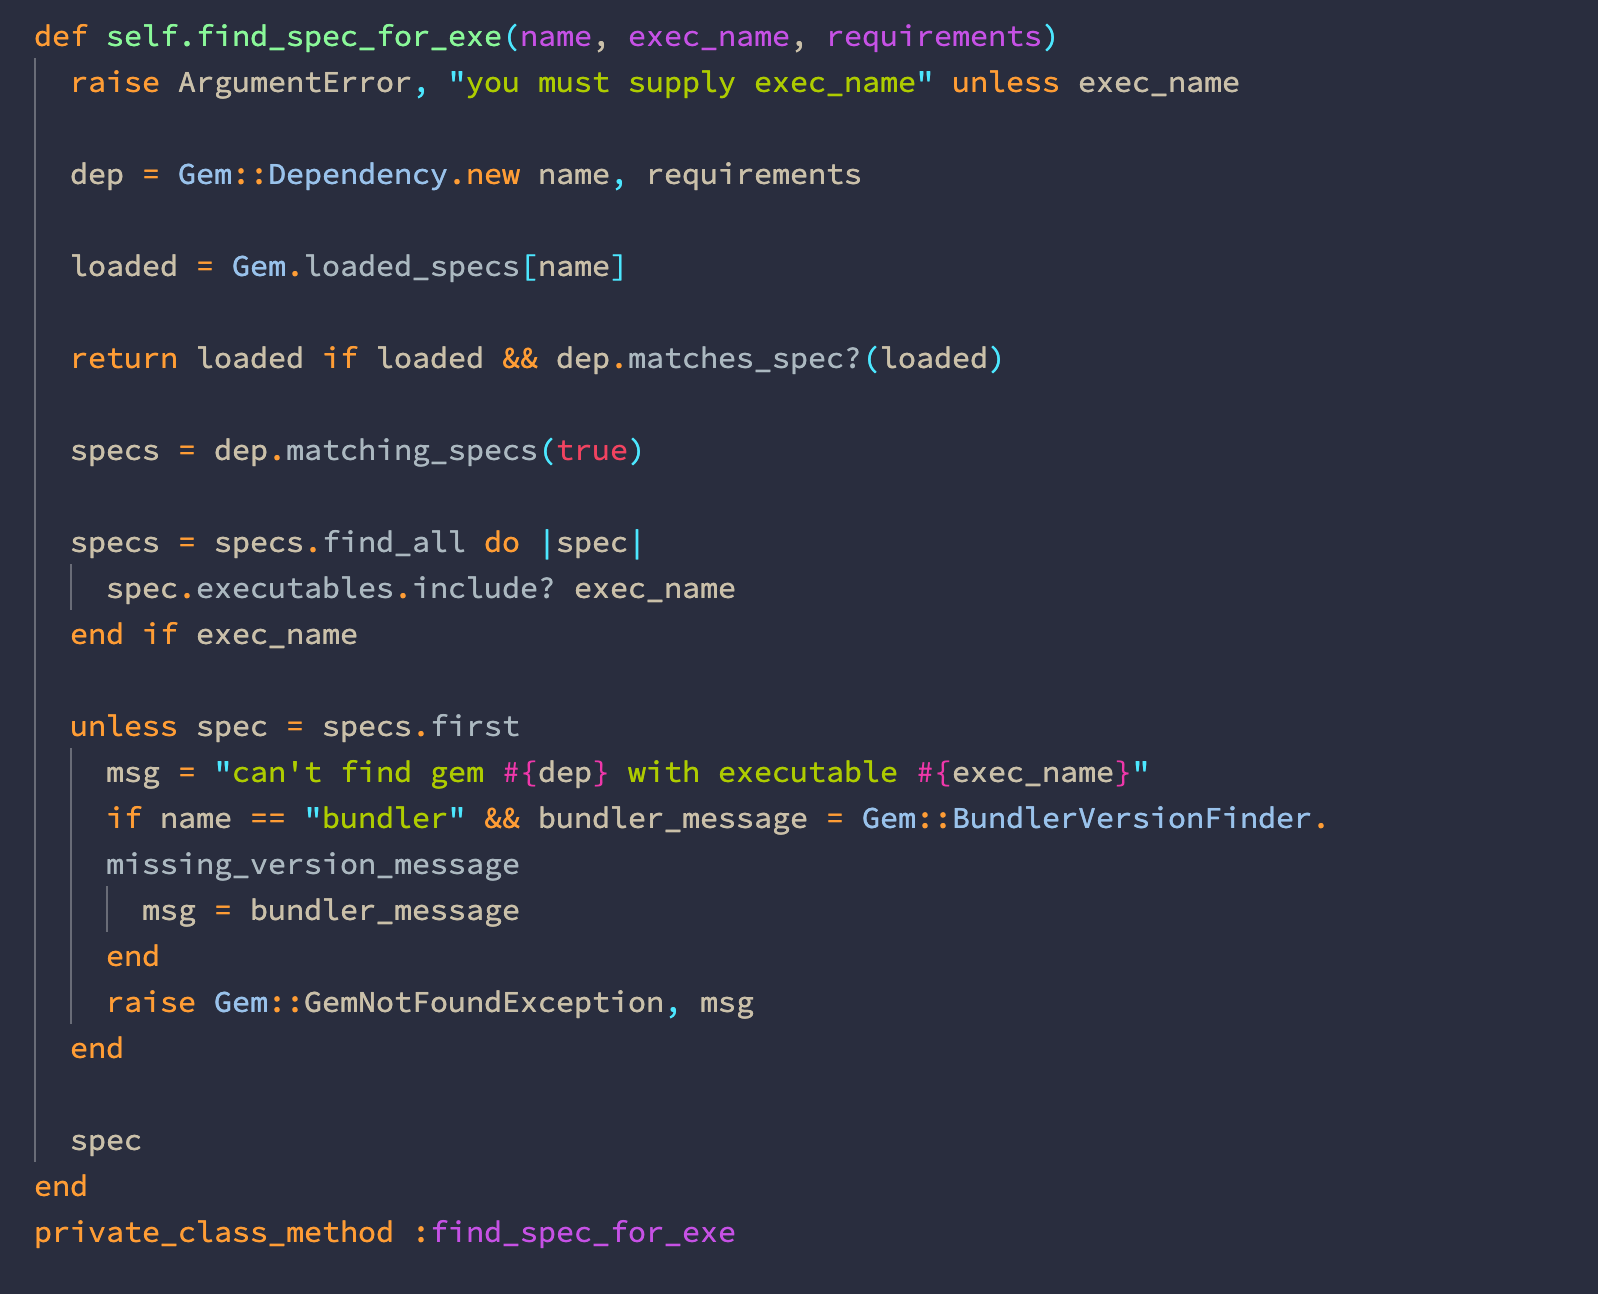 def self.find_spec_for_exe(name, exec_name, requirements)
  raise ArgumentError, "you must supply exec_name" unless exec_name

  dep = Gem::Dependency.new name, requirements

  loaded = Gem.loaded_specs[name]

  return loaded if loaded && dep.matches_spec?(loaded)

  specs = dep.matching_specs(true)

  specs = specs.find_all do |spec|
    spec.executables.include? exec_name
  end if exec_name

  unless spec = specs.first
    msg = "can't find gem #{dep} with executable #{exec_name}"
    if name == "bundler" && bundler_message = Gem::BundlerVersionFinder.
    missing_version_message
      msg = bundler_message
    end
    raise Gem::GemNotFoundException, msg
  end

  spec
end
private_class_method :find_spec_for_exe